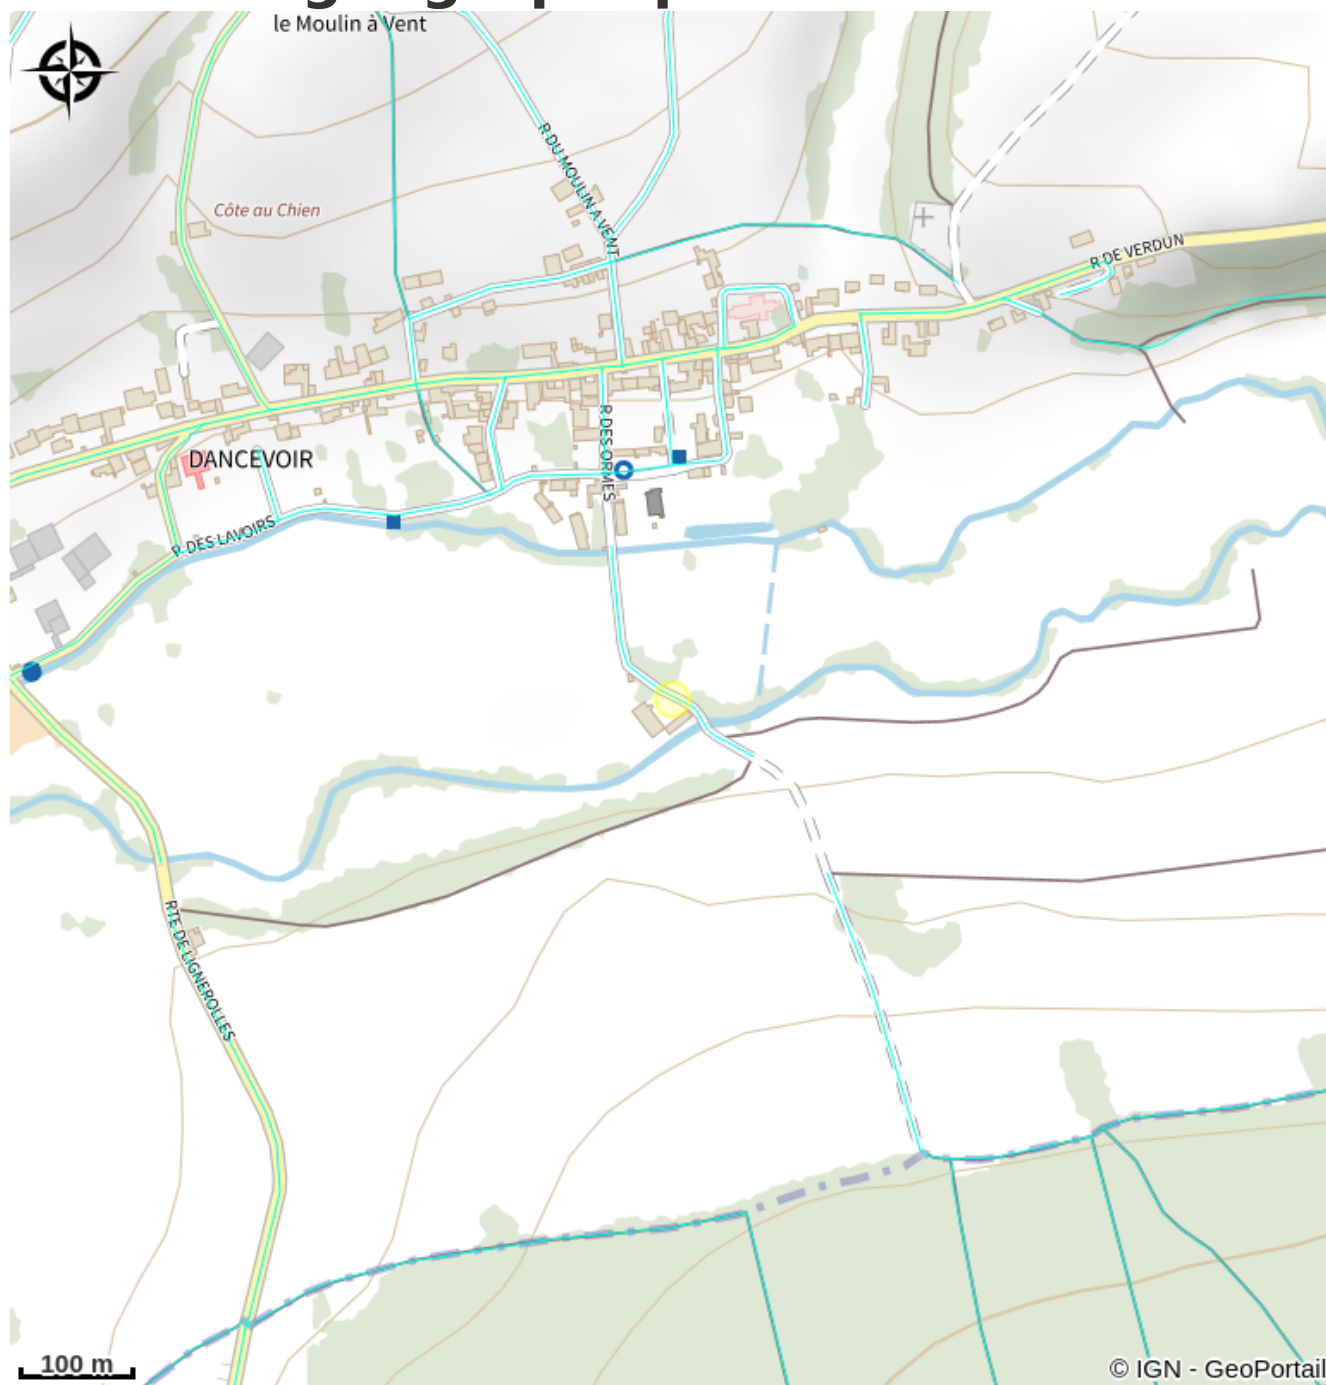 le Moulin à Vent
R DU MOULIN A VENT
Côte au Chien
R DE VERDUN
R DES ORMES
DANCEVOIR
R DES LAVOIRS
RTE DE LIGNEROLLES
100 m
© IGN - GeoPortail